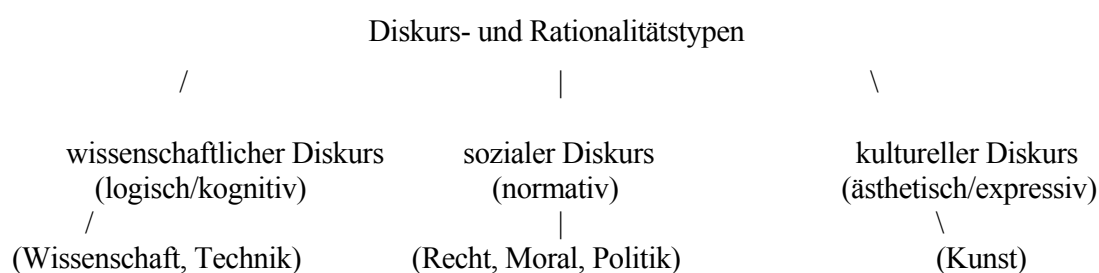 Diskurs- und Rationalitätstypen
/ | \
wissenschaftlicher Diskurs sozialer Diskurs kultureller Diskurs
(logisch/kognitiv) (normativ) (ästhetisch/expressiv)
/ | \
(Wissenschaft, Technik) (Recht, Moral, Politik) (Kunst)